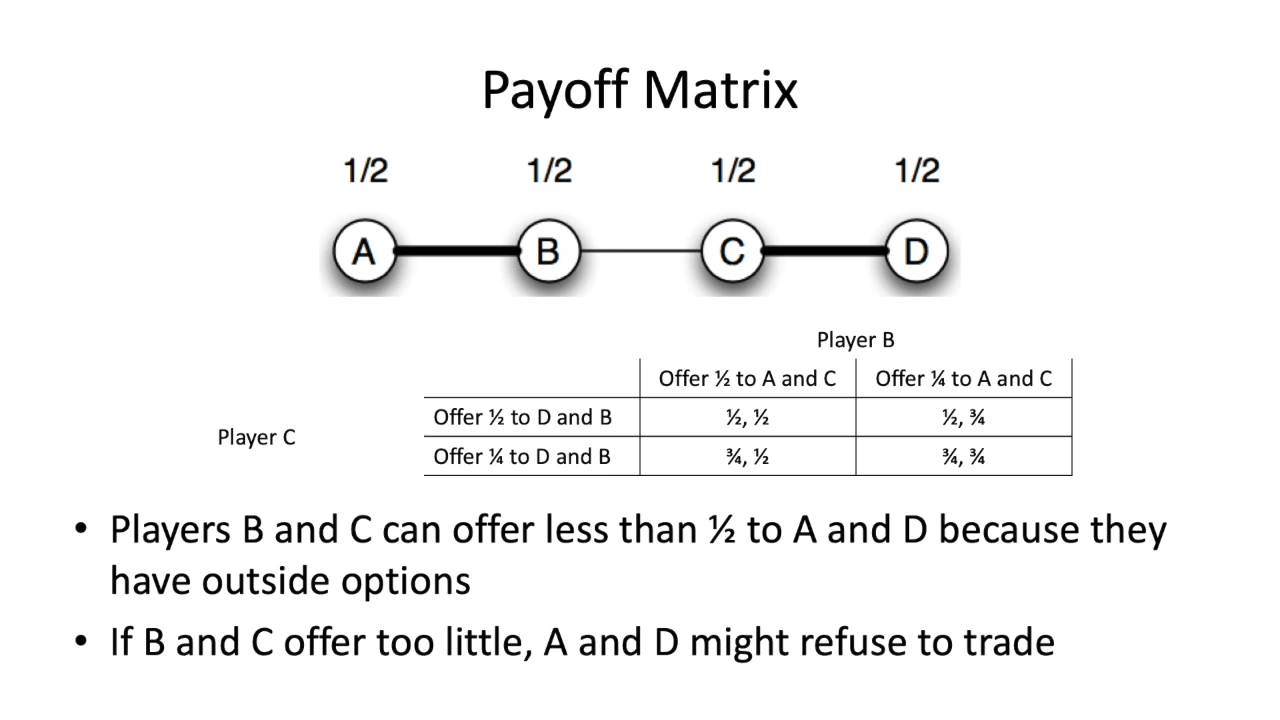 Payoff Matrix
1/2 1/2 1/2 1/2
A B C D
Player B
Offer ½ to A and C Offer ¼ to A and C
Offer ½ to D and B ½, ½ ½, ¾
Player C
Offer ¼ to D and B ¾, ½ ¾, ¾
• Players B and C can offer less than ½ to A and D because they
have outside options
• If B and C offer too little, A and D might refuse to trade